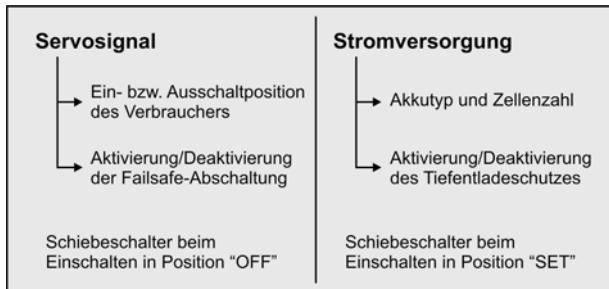 Servosignal
Ein- bzw. Ausschaltposition
des Verbrauchers
Aktivierung/Deaktivierung
der Failsafe-Abschaltung
Schiebeschalter beim
Einschalten in Position “OFF”
Stromversorgung
Akkutyp und Zellenzahl
Aktivierung/Deaktivierung
des Tiefentladeschutzes
Schiebeschalter beim
Einschalten in Position “SET”